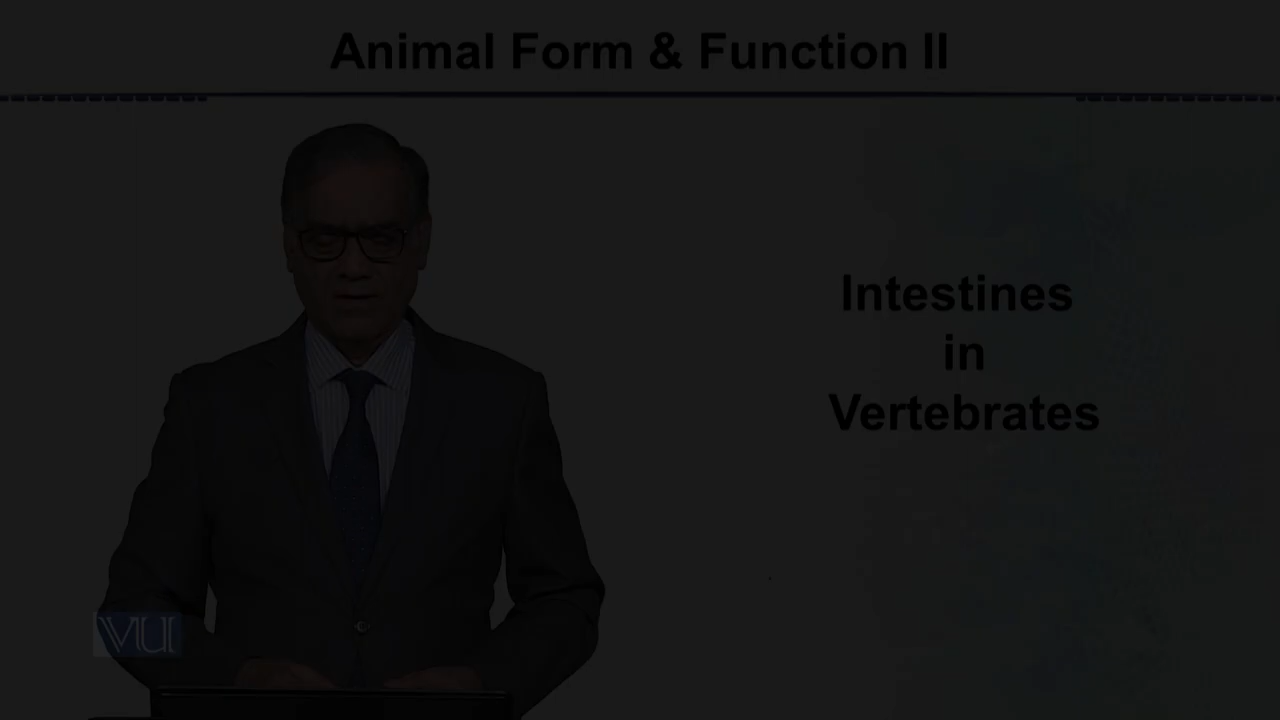 Animal Form & Function II
Intestines
in
Vertebrates
VU